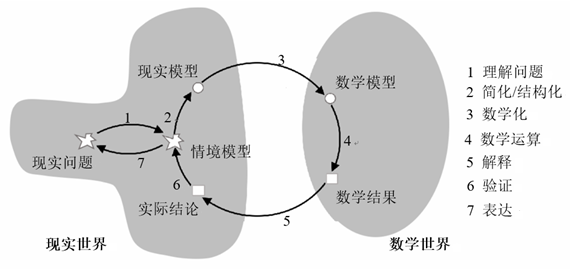 现实模型
3
数学模型
1
2
现实问题
7
情境模型
4
6
实际结论
5
数学结果
现实世界
数学世界
1 理解问题
2 简化/结构化
3 数学化
4 数学运算
5 解释
6 验证
7 表达